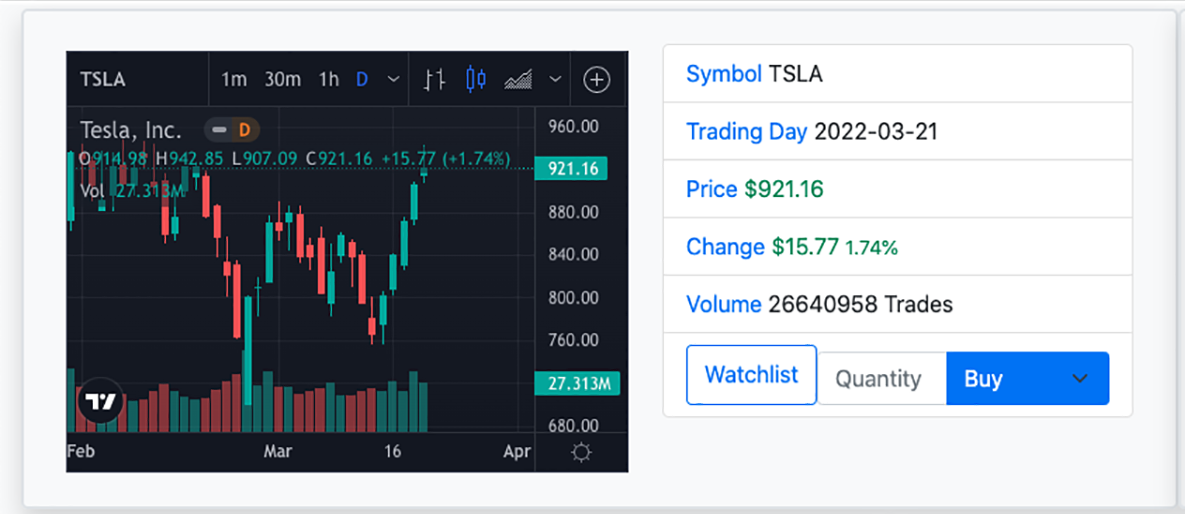 TSLA 1m 30m 1h D
Tesla, Inc. D
O914.98 H942.85 L907.09 C921.16 +15.77 (+1.74%)
Vol 27.313M
960.00
921.16
880.00
840.00
800.00
760.00
27.313M
680.00
Feb Mar 16 Apr
Symbol TSLA
Trading Day 2022-03-21
Price $921.16
Change $15.77 1.74%
Volume 26640958 Trades
Watchlist Quantity Buy